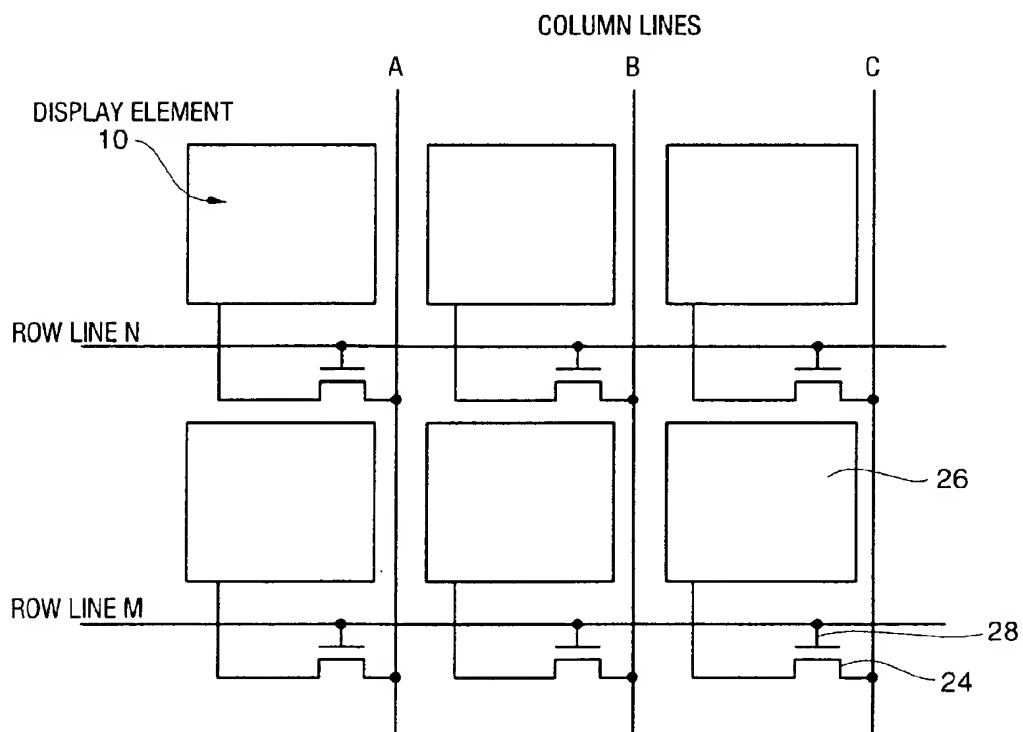 COLUMN LINES
A B C
DISPLAY ELEMENT
10
ROW LINE N
26
ROW LINE M
28
24